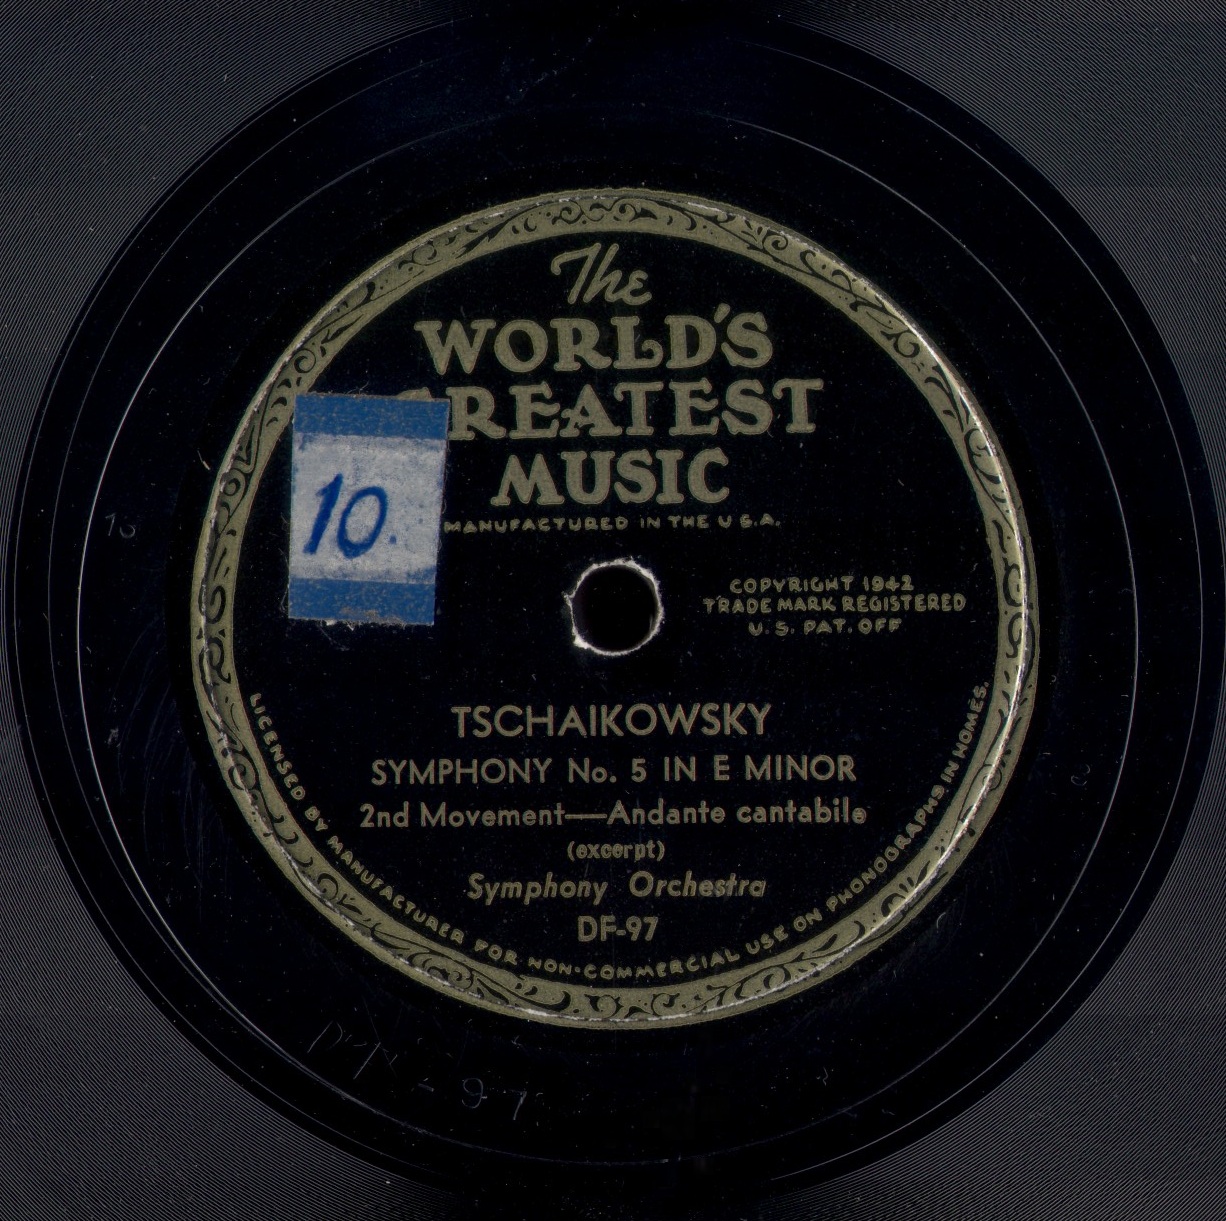 The
WORLD'S
GREATEST
MUSIC
MANUFACTURED IN THE U.S.A.
10.
COPYRIGHT 1942
TRADE MARK REGISTERED
U. S. PAT. OFF
TSCHAIKOWSKY
SYMPHONY No. 5 IN E MINOR
2nd Movement—Andante cantabile
(excerpt)
Symphony Orchestra
DF-97
LICENSED BY MANUFACTURER FOR NON-COMMERCIAL USE ON PHONOGRAPHS IN HOMES.